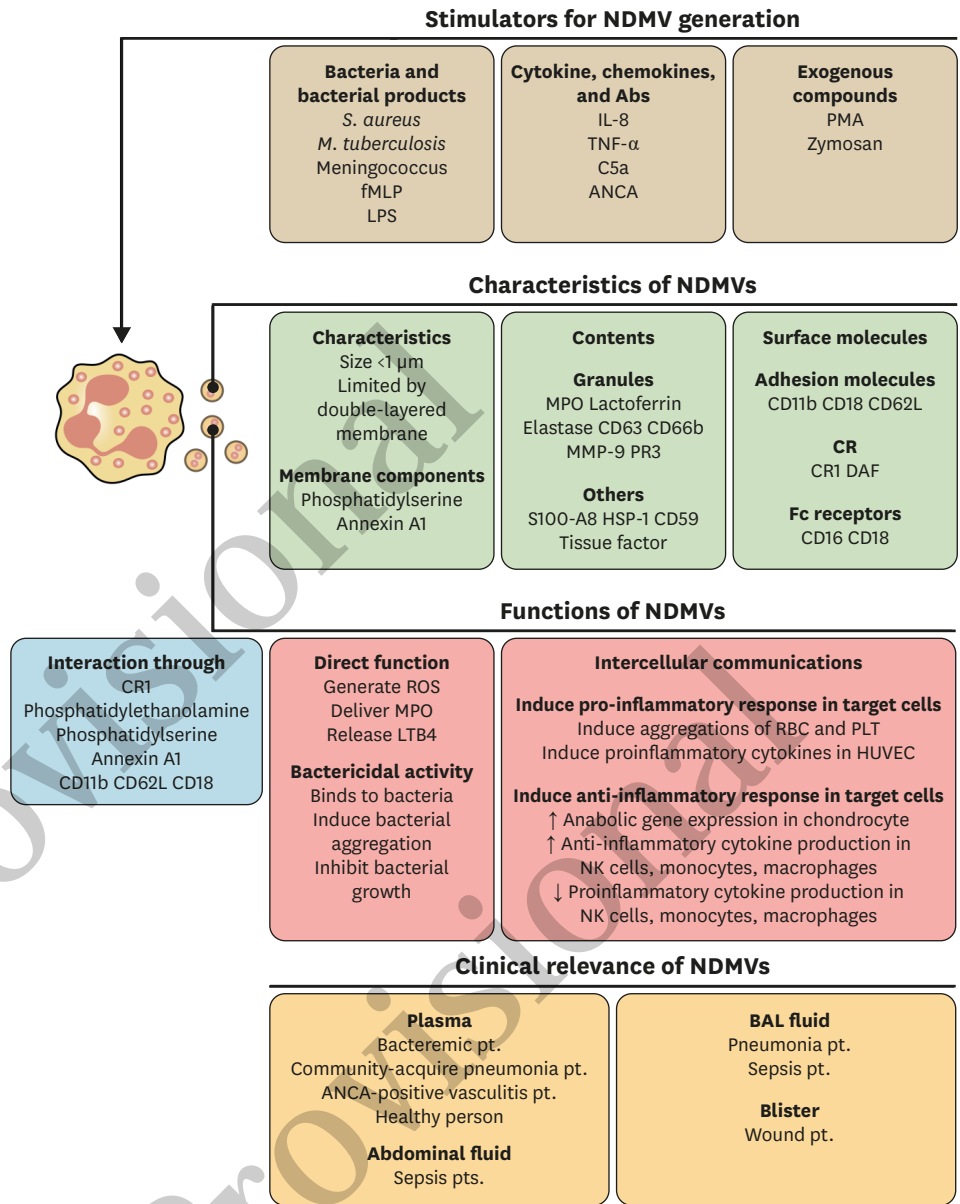 Stimulators for NDMV generation
Bacteria and
bacterial products
S. aureus
M. tuberculosis
Meningococcus
fMLP
LPS
Cytokine, chemokines,
and Abs
IL-8
TNF-α
C5a
ANCA
Exogenous
compounds
PMA
Zymosan
Characteristics of NDMVs
Characteristics
Size <1 μm
Limited by
double-layered
membrane
Membrane components
Phosphatidylserine
Annexin A1
Contents
Granules
MPO Lactoferrin
Elastase CD63 CD66b
MMP-9 PR3
Others
S100-A8 HSP-1 CD59
Tissue factor
Surface molecules
Adhesion molecules
CD11b CD18 CD62L
CR
CR1 DAF
Fc receptors
CD16 CD18
Functions of NDMVs
Interaction through
CR1
Phosphatidylethanolamine
Phosphatidylserine
Annexin A1
CD11b CD62L CD18
Direct function
Generate ROS
Deliver MPO
Release LTB4
Bactericidal activity
Binds to bacteria
Induce bacterial
aggregation
Inhibit bacterial
growth
Intercellular communications
Induce pro-inflammatory response in target cells
Induce aggregations of RBC and PLT
Induce proinflammatory cytokines in HUVEC
Induce anti-inflammatory response in target cells
↑ Anabolic gene expression in chondrocyte
↑ Anti-inflammatory cytokine production in
NK cells, monocytes, macrophages
↓ Proinflammatory cytokine production in
NK cells, monocytes, macrophages
Clinical relevance of NDMVs
Plasma
Bacteremic pt.
Community-acquire pneumonia pt.
ANCA-positive vasculitis pt.
Healthy person
Abdominal fluid
Sepsis pts.
BAL fluid
Pneumonia pt.
Sepsis pt.
Blister
Wound pt.
rovisional
Provisional